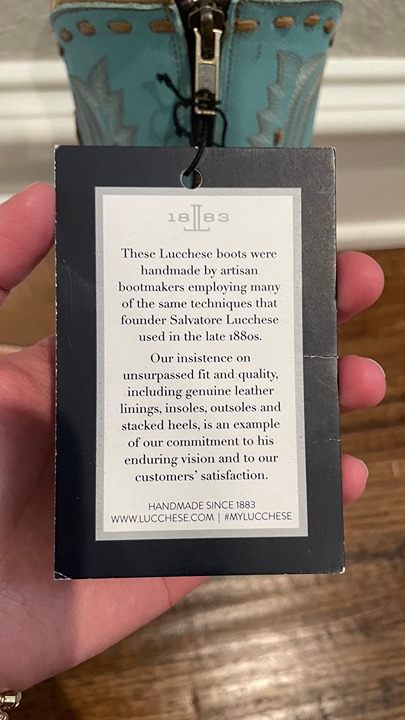 18 L 83
These Lucchese boots were
handmade by artisan
bootmakers employing many
of the same techniques that
founder Salvatore Lucchese
used in the late 1880s.
Our insistence on
unsurpassed fit and quality,
including genuine leather
linings, insoles, outsoles and
stacked heels, is an example
of our commitment to his
enduring vision and to our
customers' satisfaction.
HANDMADE SINCE 1883
WWW.LUCCHESE.COM | #MYLUCCHESE